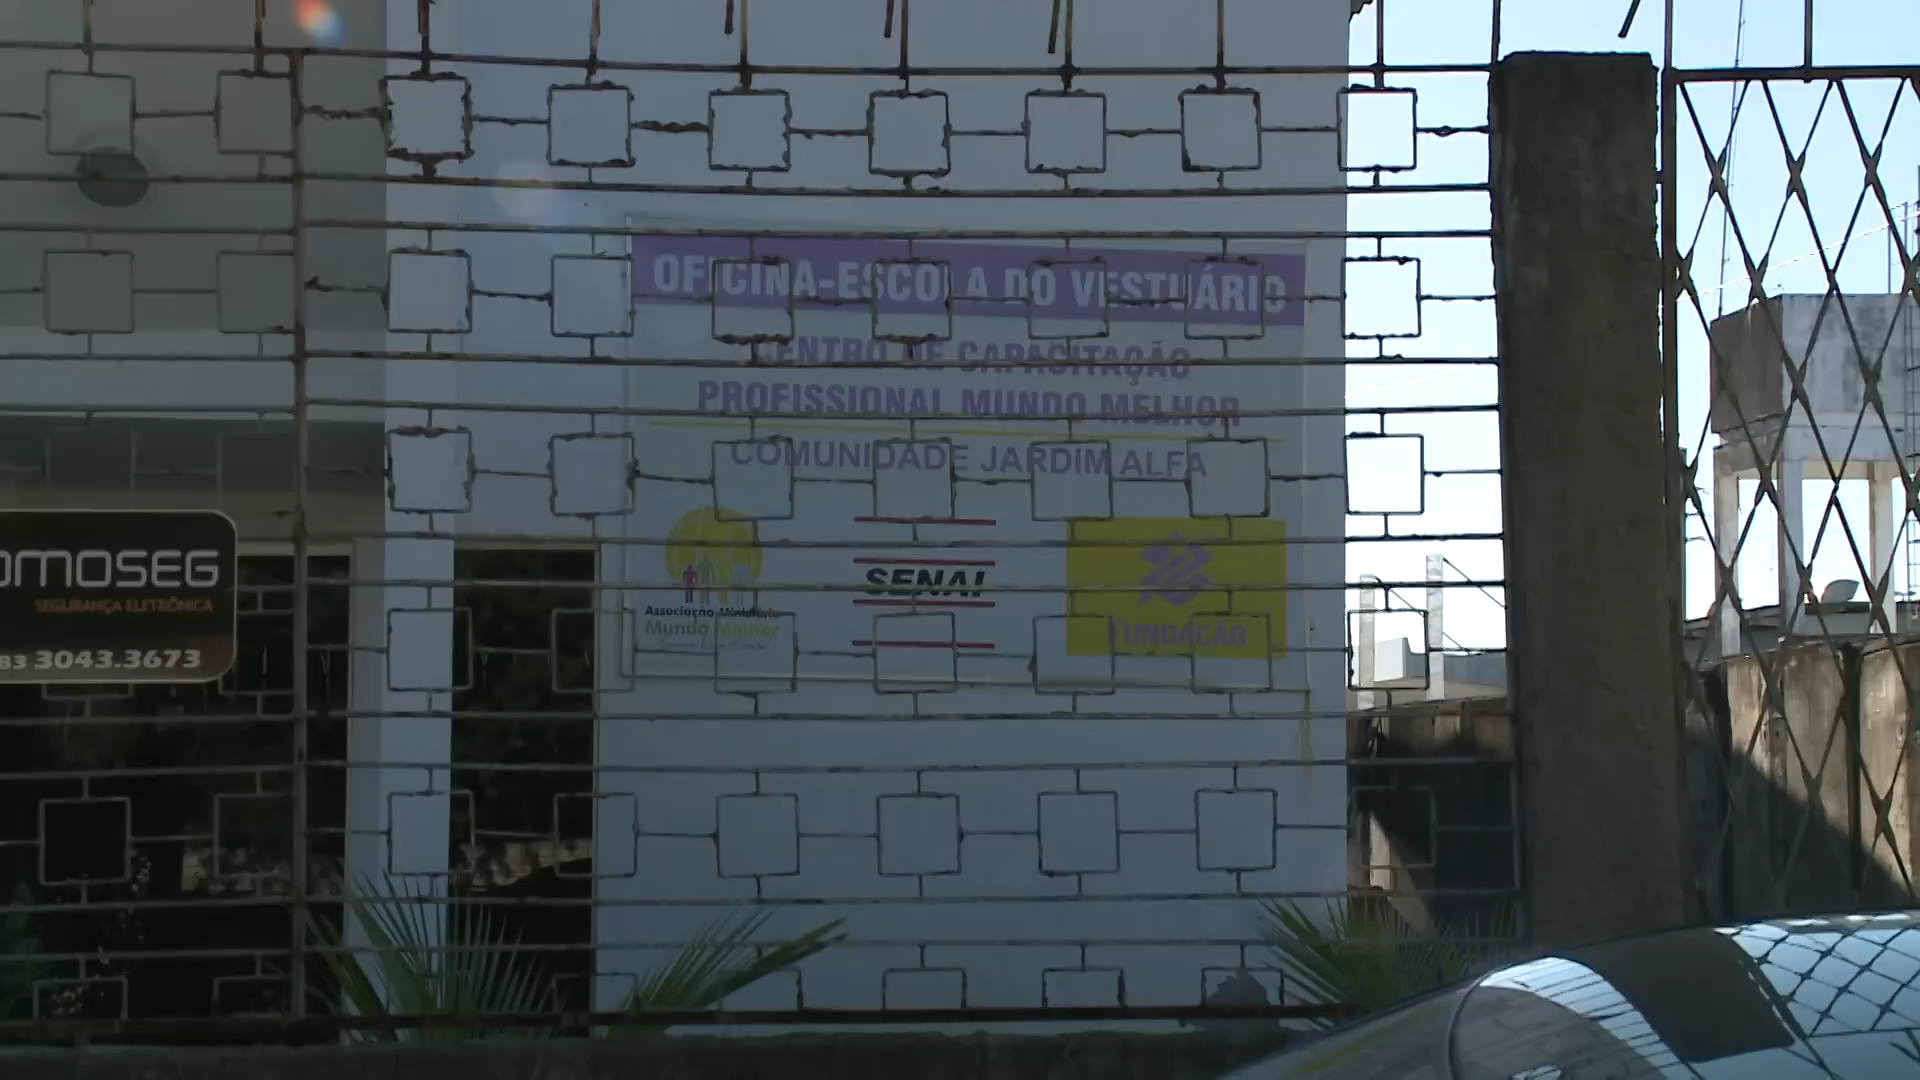 OFICINA-ESCOLA DO VESTUÁRIO
CENTRO DE CAPACITAÇÃO
PROFISSIONAL MUNDO MELHOR
COMUNIDADE JARDIM ALFA
Associação Ministério
Mundo Melhor
SENAI
FUNDAÇÃO
OMOSEG
SEGURANÇA ELETRÔNICA
83 3043.3673